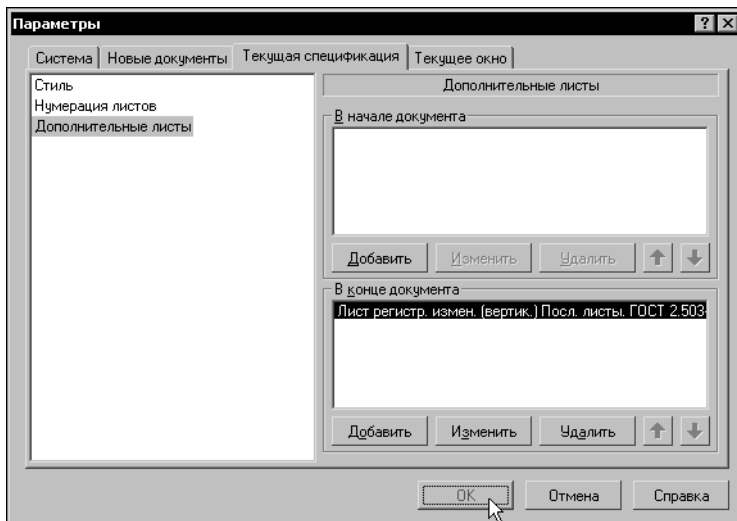 Параметры
Система Новые документы Текущая спецификация Текущее окно
Стиль
Нумерация листов
Дополнительные листы
Дополнительные листы
В начале документа
Добавить Изменить Удалить
В конце документа
Лист регистр. измен. (вертик.) Посл. листы. ГОСТ 2.503-
Добавить Изменить Удалить
OK Отмена Справка